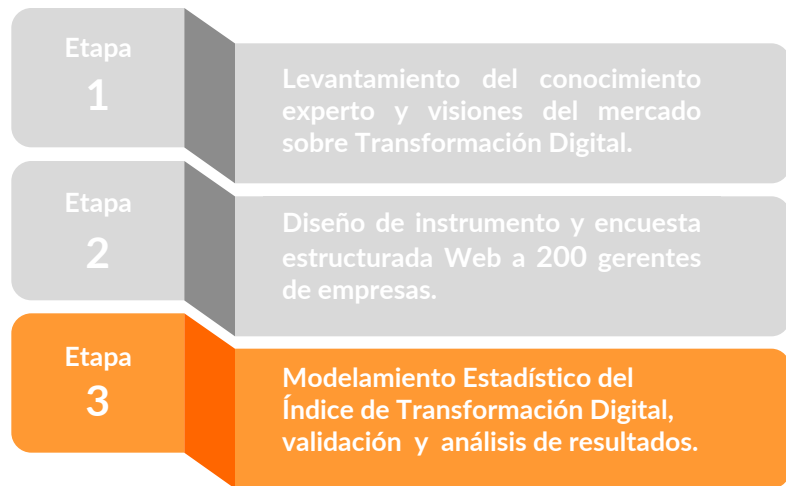 Etapa
1
Levantamiento del conocimiento
experto y visiones del mercado
sobre Transformación Digital.
Etapa
2
Diseño de instrumento y encuesta
estructurada Web a 200 gerentes
de empresas.
Etapa
3
Modelamiento Estadístico del
Índice de Transformación Digital,
validación y análisis de resultados.